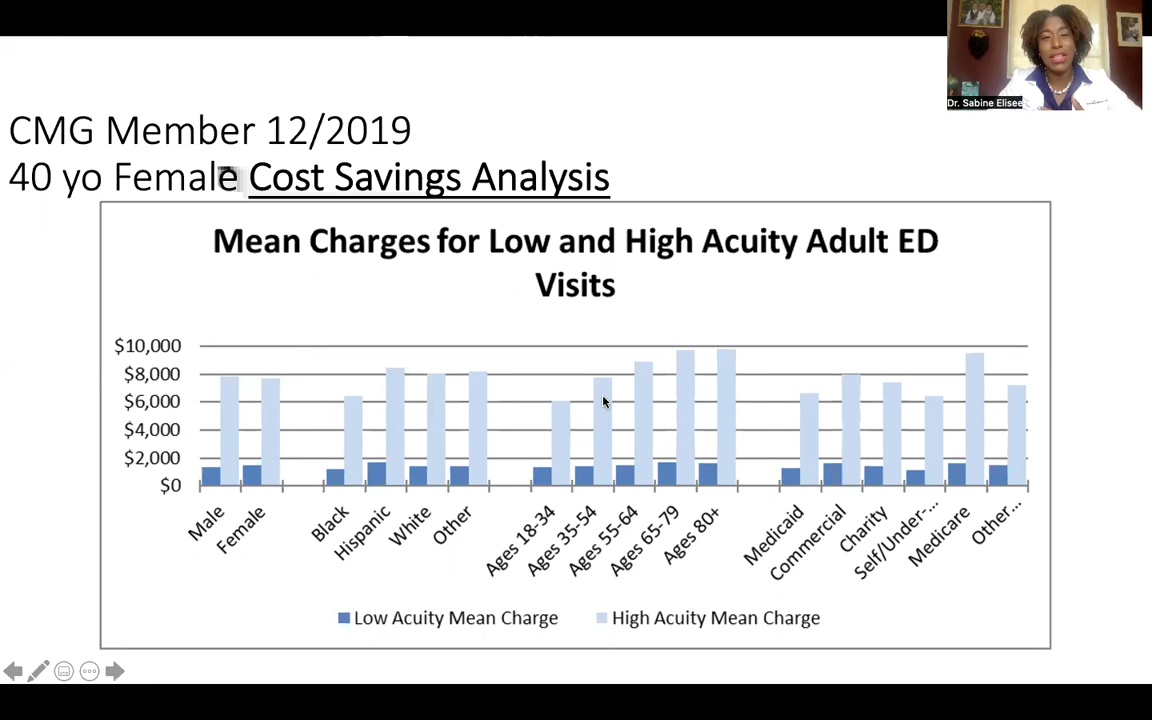 Dr. Sabine Elisee
CMG Member 12/2019
40 yo Female Cost Savings Analysis
Mean Charges for Low and High Acuity Adult ED
Visits
$10,000
$8,000
$6,000
$4,000
$2,000
$0
Male
Female
Black
Hispanic
White
Other
Ages 18-34
Ages 35-54
Ages 55-64
Ages 65-79
Ages 80+
Medicaid
Commercial
Charity
Self/Under-...
Medicare
Other...
Low Acuity Mean Charge
High Acuity Mean Charge